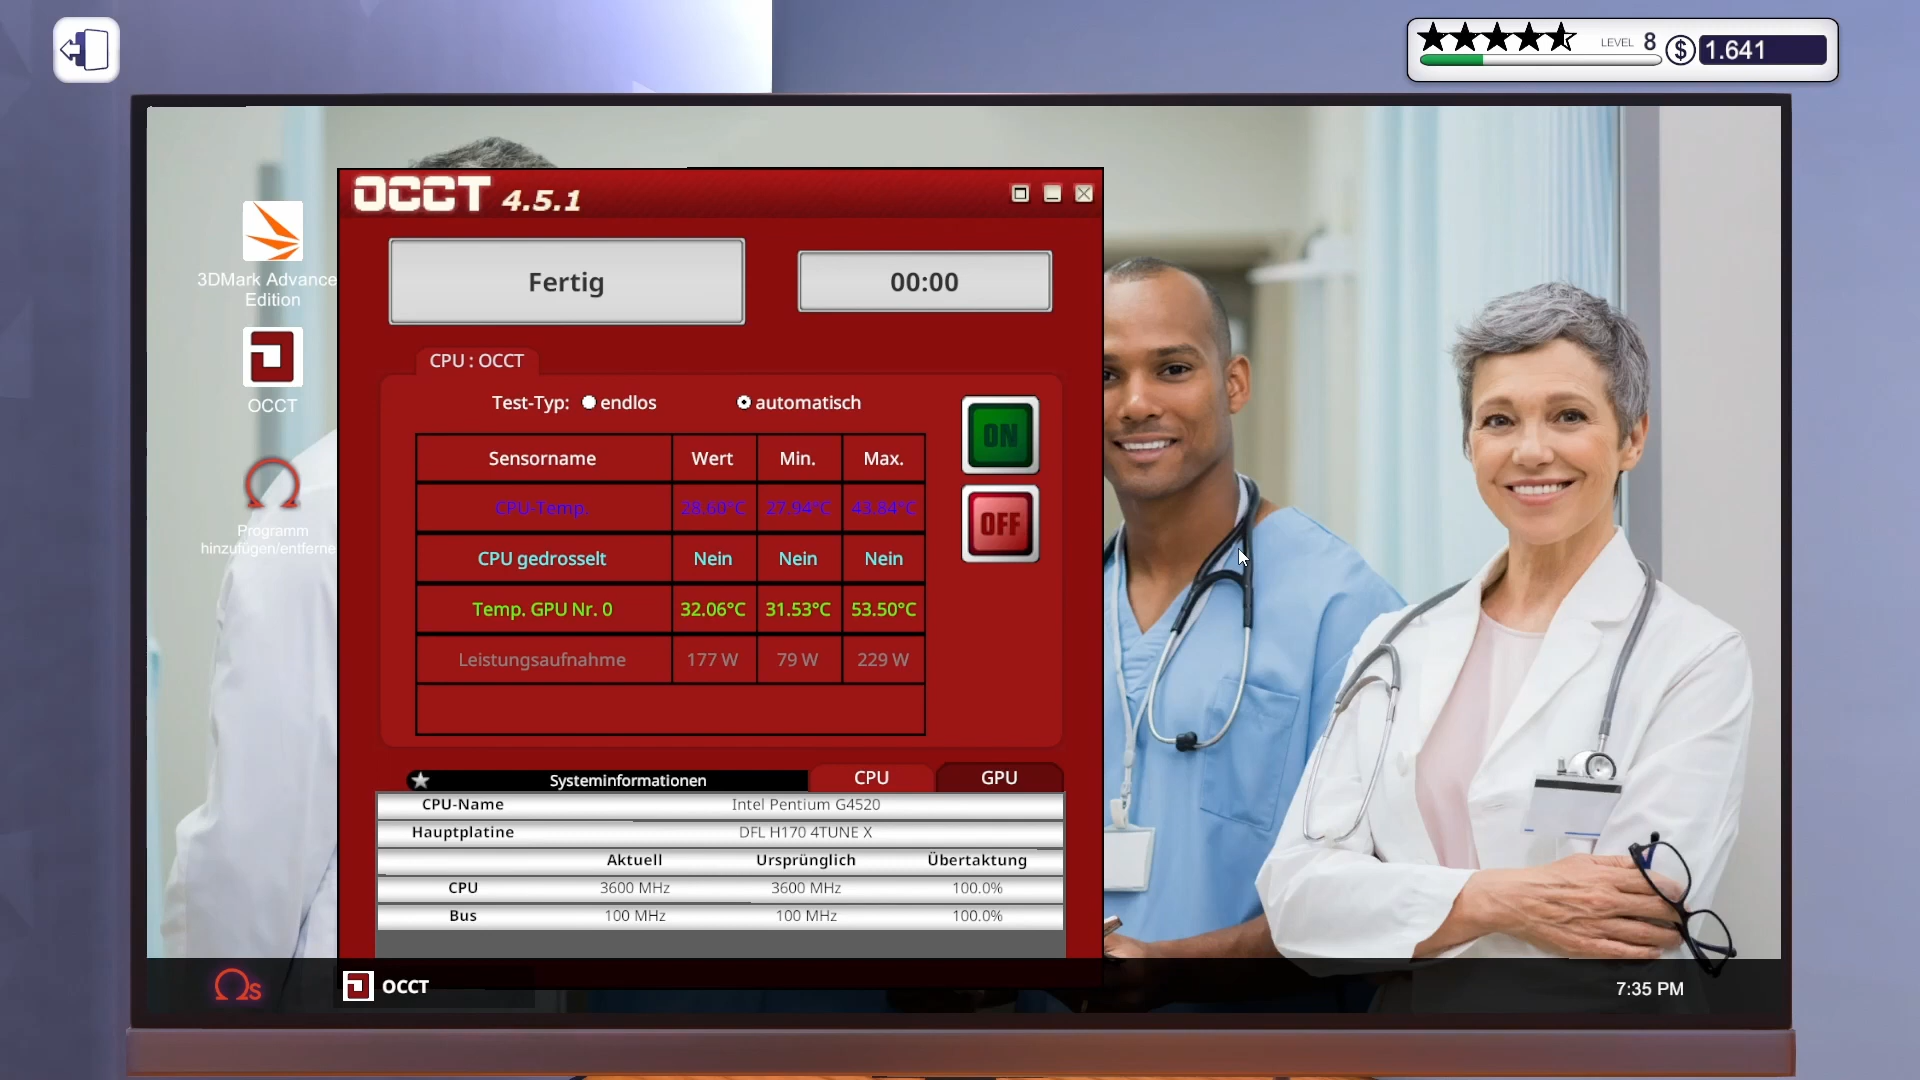 LEVEL 8
$ 1.641
3DMark Advance
Edition
OCCT
Programm
hinzufügen/entferne
OCCT 4.5.1
Fertig
00:00
CPU : OCCT
Test-Typ: endlos automatisch
ON
OFF
Sensorname Wert Min. Max.
CPU-Temp. 28.60°C 27.94°C 43.84°C
CPU gedrosselt Nein Nein Nein
Temp. GPU Nr. 0 32.06°C 31.53°C 53.50°C
Leistungsaufnahme 177 W 79 W 229 W
Systeminformationen CPU GPU
CPU-Name Intel Pentium G4520
Hauptplatine DFL H170 4TUNE X
Aktuell Ursprünglich Übertaktung
CPU 3600 MHz 3600 MHz 100.0%
Bus 100 MHz 100 MHz 100.0%
Ωs OCCT 7:35 PM